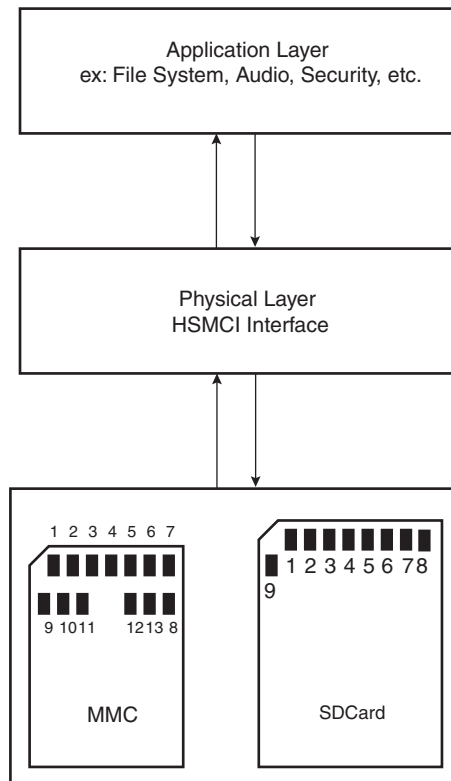 Application Layer
ex: File System, Audio, Security, etc.
Physical Layer
HSMCI Interface
1 2 3 4 5 6 7
9 10 11 12 13 8
MMC
1 2 3 4 5 6 7 8
9
SDCard